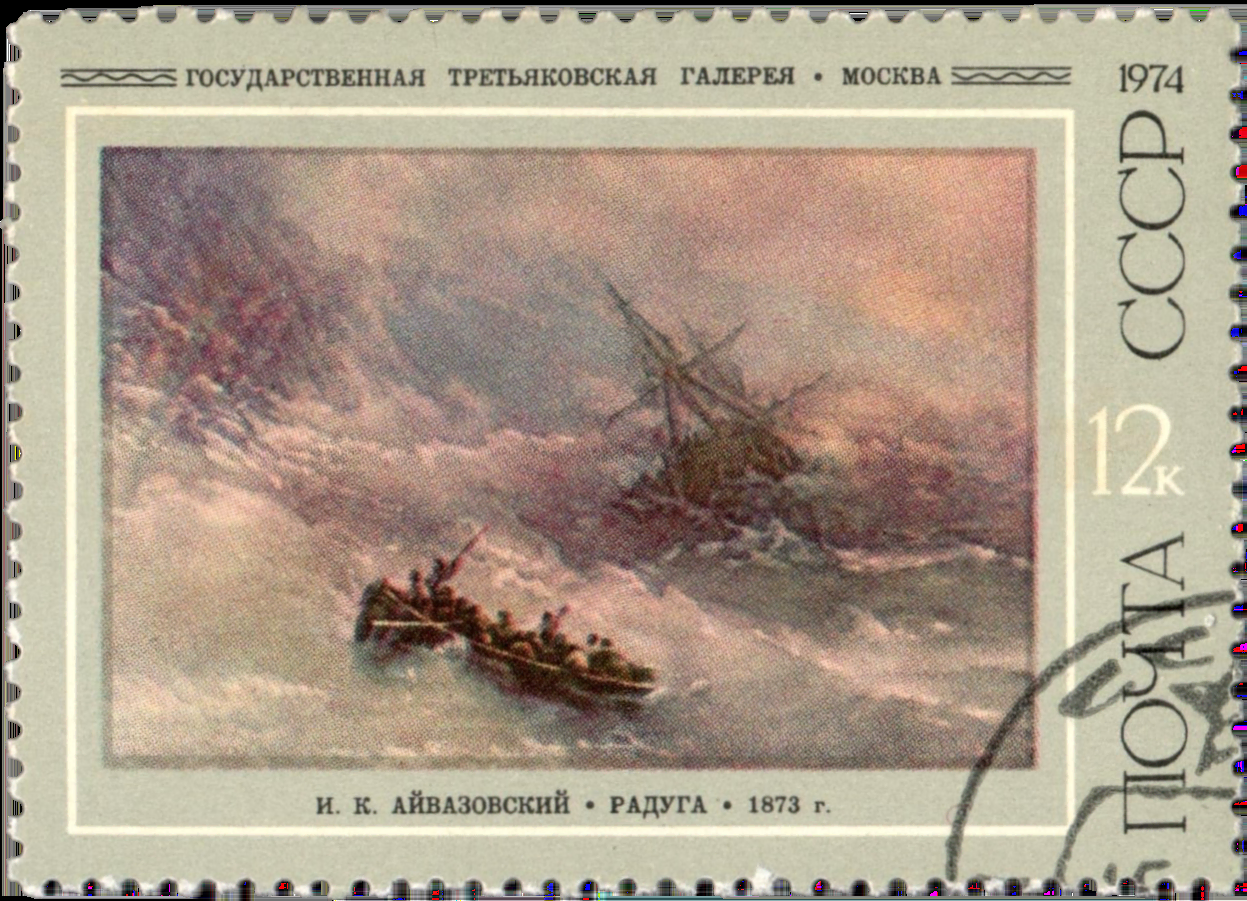 ГОСУДАРСТВЕННАЯ ТРЕТЬЯКОВСКАЯ ГАЛЕРЕЯ • МОСКВА
1974
ПОЧТА СССР
12к
И. К. АЙВАЗОВСКИЙ • РАДУГА • 1873 г.